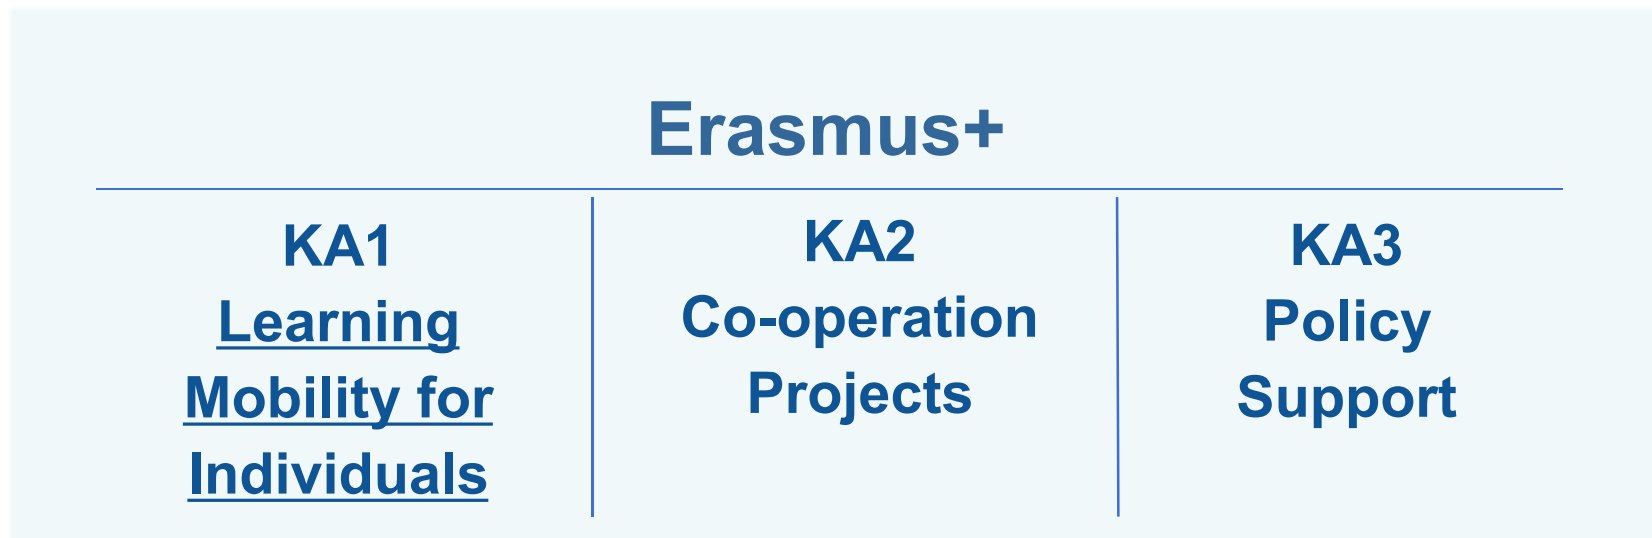 Erasmus+
KA1
Learning
Mobility for
Individuals
KA2
Co-operation
Projects
KA3
Policy
Support